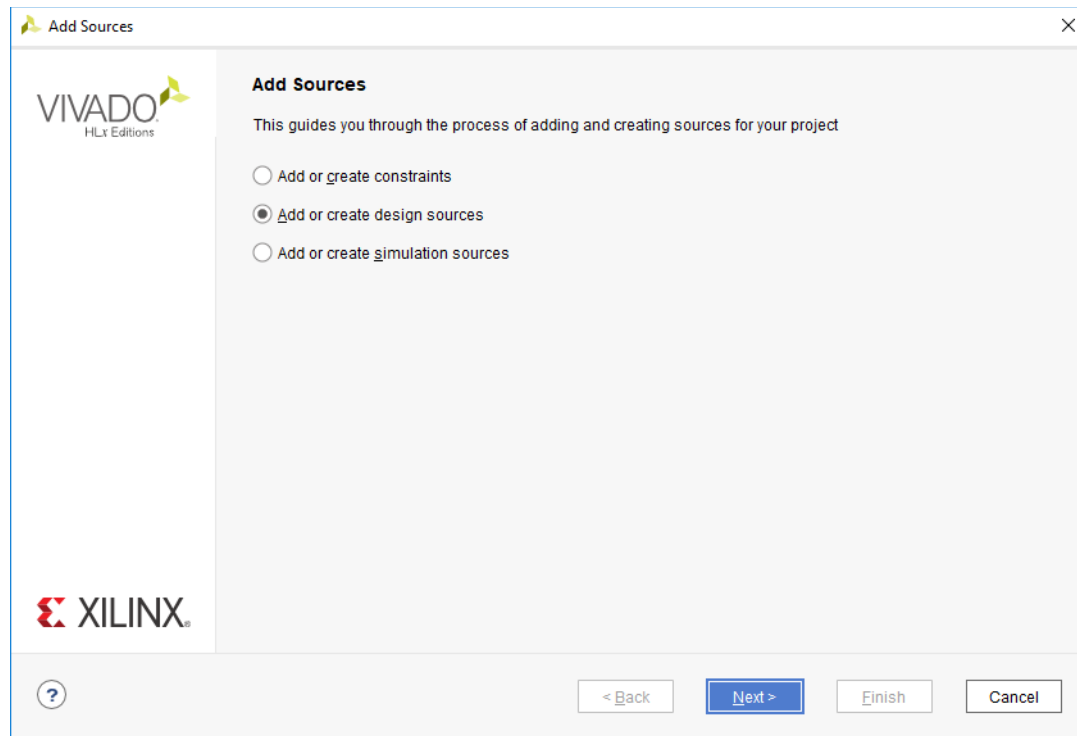 Add Sources
VIVADO
HLx Editions
Add Sources
This guides you through the process of adding and creating sources for your project
Add or create constraints
Add or create design sources
Add or create simulation sources
XILINX
?
< Back
Next >
Finish
Cancel